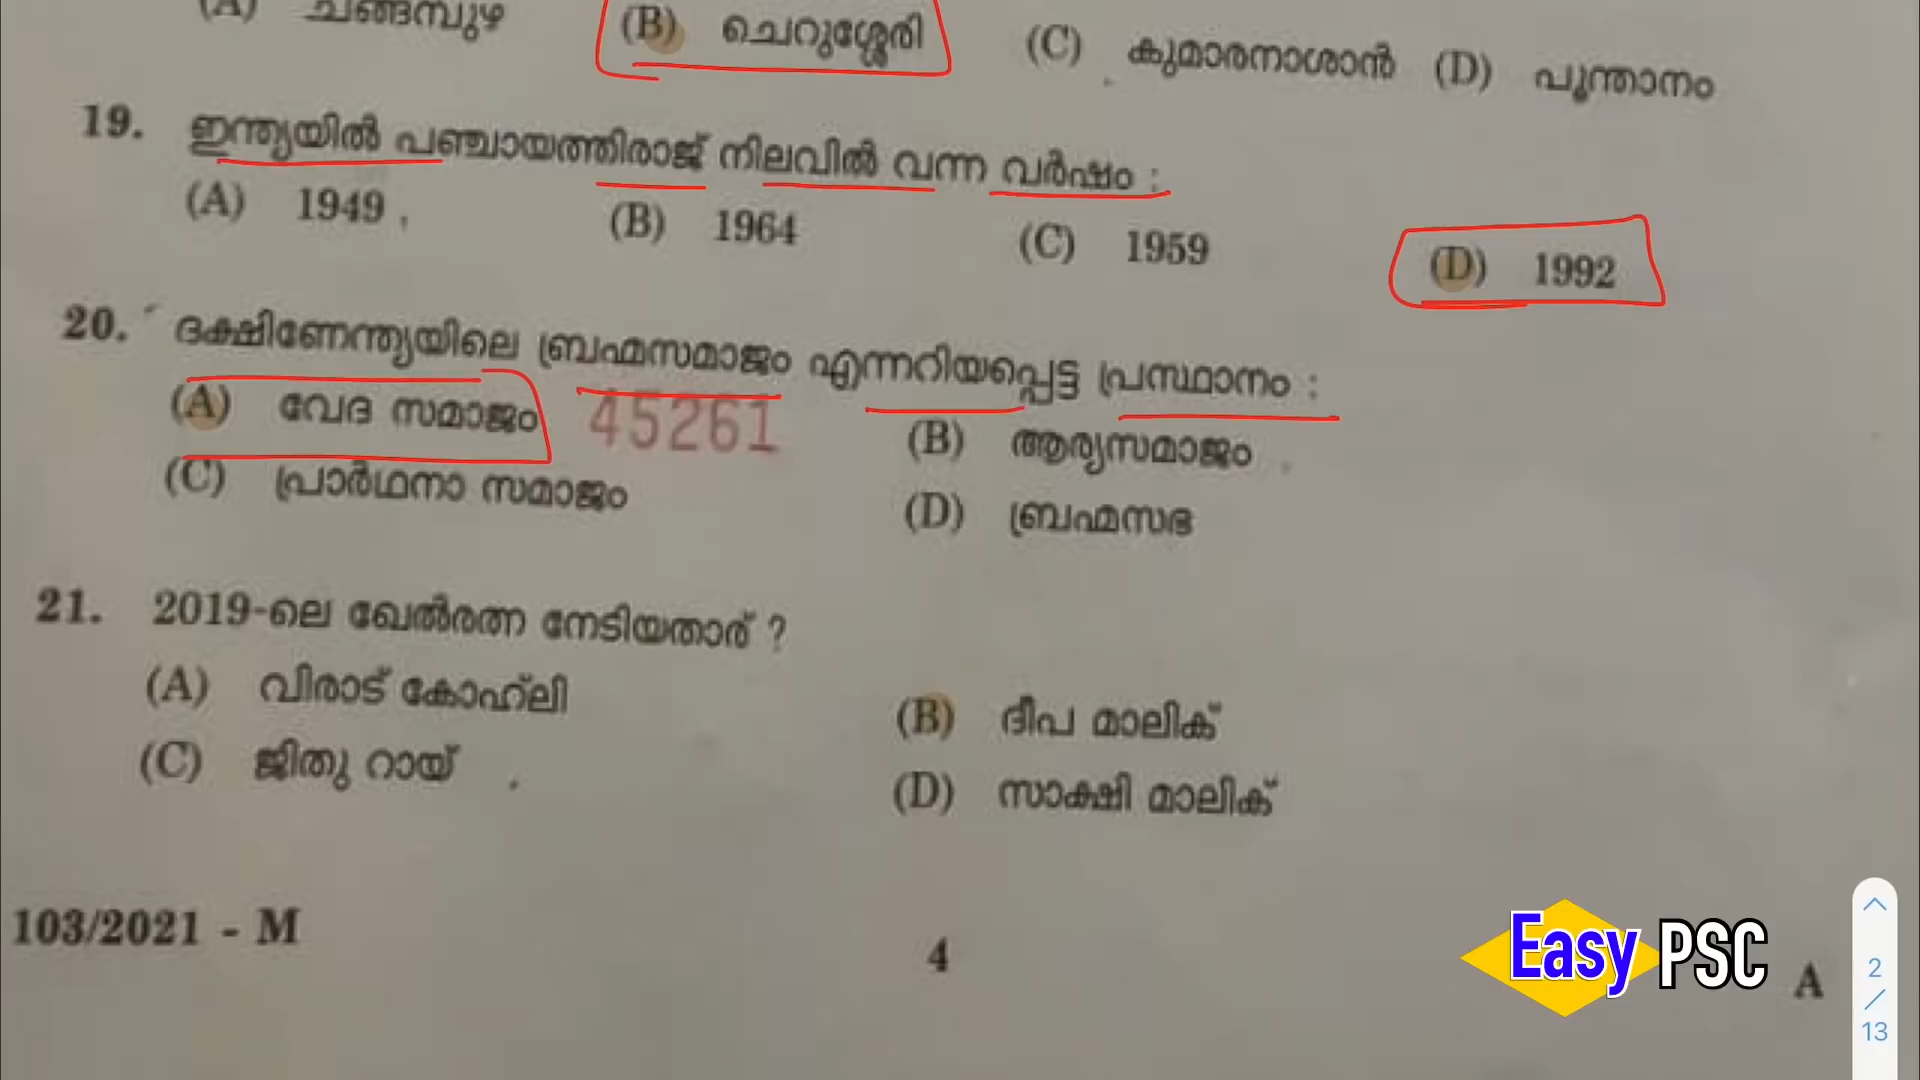 (A) ചങ്ങമ്പുഴ (B) ചെറുശ്ശേരി (C) കുമാരനാശാൻ (D) പൂന്താനം
19. ഇന്ത്യയിൽ പഞ്ചായത്തിരാജ് നിലവിൽ വന്ന വർഷം :
(A) 1949 (B) 1964 (C) 1959 (D) 1992
20. ദക്ഷിണേന്ത്യയിലെ ബ്രഹ്മസമാജം എന്നറിയപ്പെട്ട പ്രസ്ഥാനം :
(A) വേദ സമാജം 45261 (B) ആര്യസമാജം
(C) പ്രാർഥനാ സമാജം (D) ബ്രഹ്മസഭ
21. 2019-ലെ ഖേൽരത്ന നേടിയതാര് ?
(A) വിരാട് കോഹ്ലി (B) ദീപ മാലിക്
(C) ജിതു റായ് (D) സാക്ഷി മാലിക്
103/2021 - M 4 A
Easy PSC
2
/
13